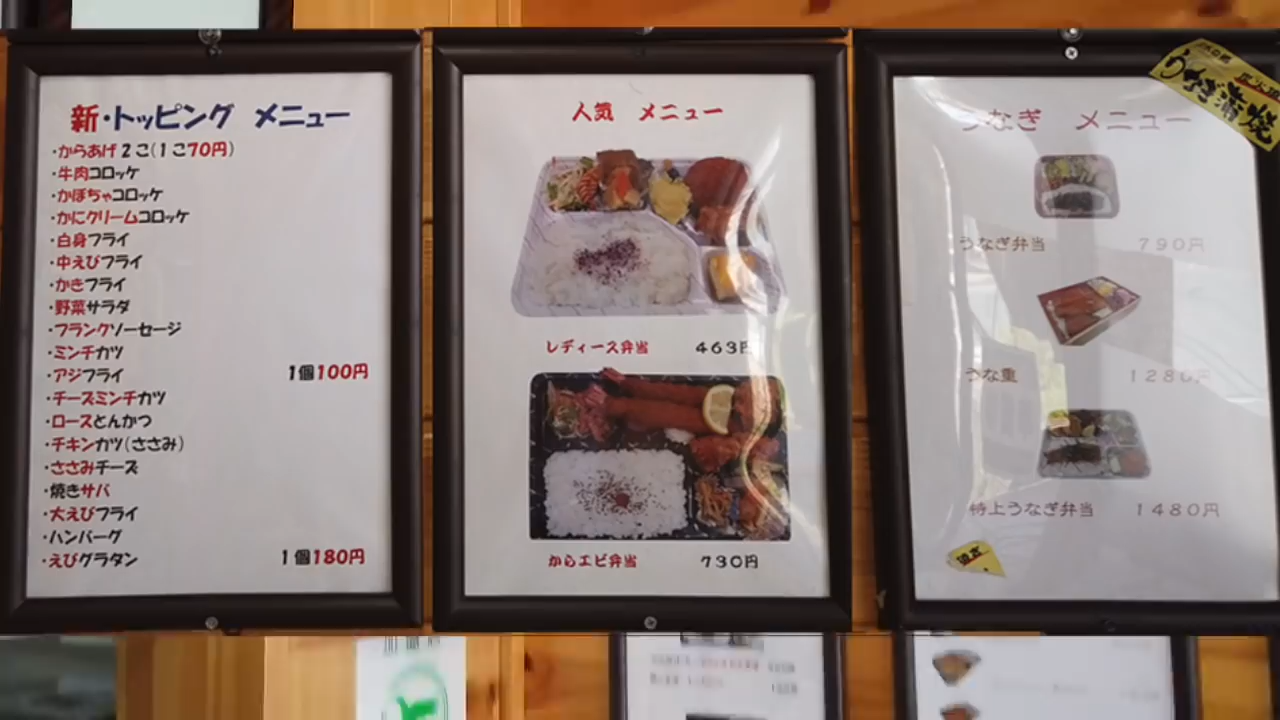 新・トッピング メニュー
・からあげ２こ(１こ70円)
・牛肉コロッケ
・かぼちゃコロッケ
・かにクリームコロッケ
・白身フライ
・中えびフライ
・かきフライ
・野菜サラダ
・フランクソーセージ
・ミンチカツ
・アジフライ 1個100円
・チーズミンチカツ
・ロースとんかつ
・チキンカツ(ささみ)
・ささみチーズ
・焼きサバ
・大えびフライ
・ハンバーグ
・えびグラタン 1個180円
人気 メニュー
レディース弁当 463円
からエビ弁当 730円
うなぎ メニュー
うなぎ弁当 790円
うな重 1280円
特上うなぎ弁当 1480円
うなぎ蒲焼